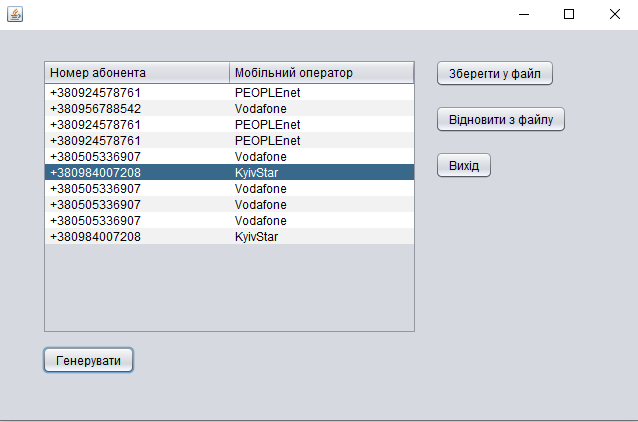 Номер абонента Мобільний оператор
+380924578761 PEOPLEnet
+380956788542 Vodafone
+380924578761 PEOPLEnet
+380924578761 PEOPLEnet
+380505336907 Vodafone
+380984007208 KyivStar
+380505336907 Vodafone
+380505336907 Vodafone
+380505336907 Vodafone
+380984007208 KyivStar
Зберегти у файл
Відновити з файлу
Вихід
Генерувати